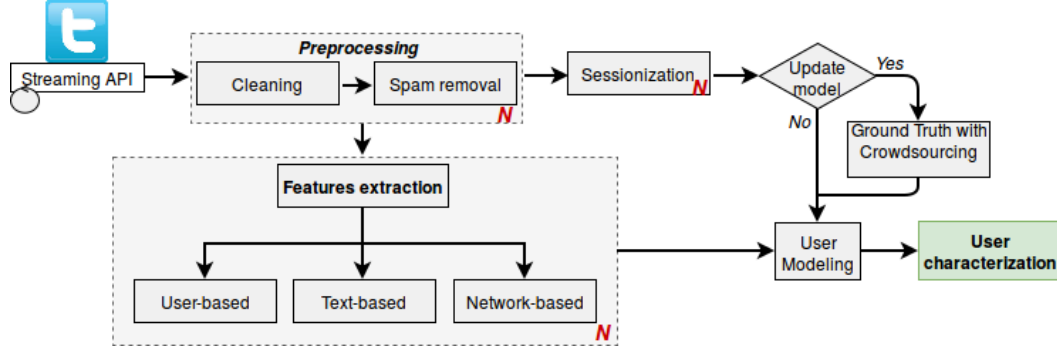 Streaming API
Preprocessing
Cleaning
Spam removal
N
Sessionization
N
Update
model
Yes
No
Ground Truth with
Crowdsourcing
Features extraction
User-based
Text-based
Network-based
N
User
Modeling
User
characterization